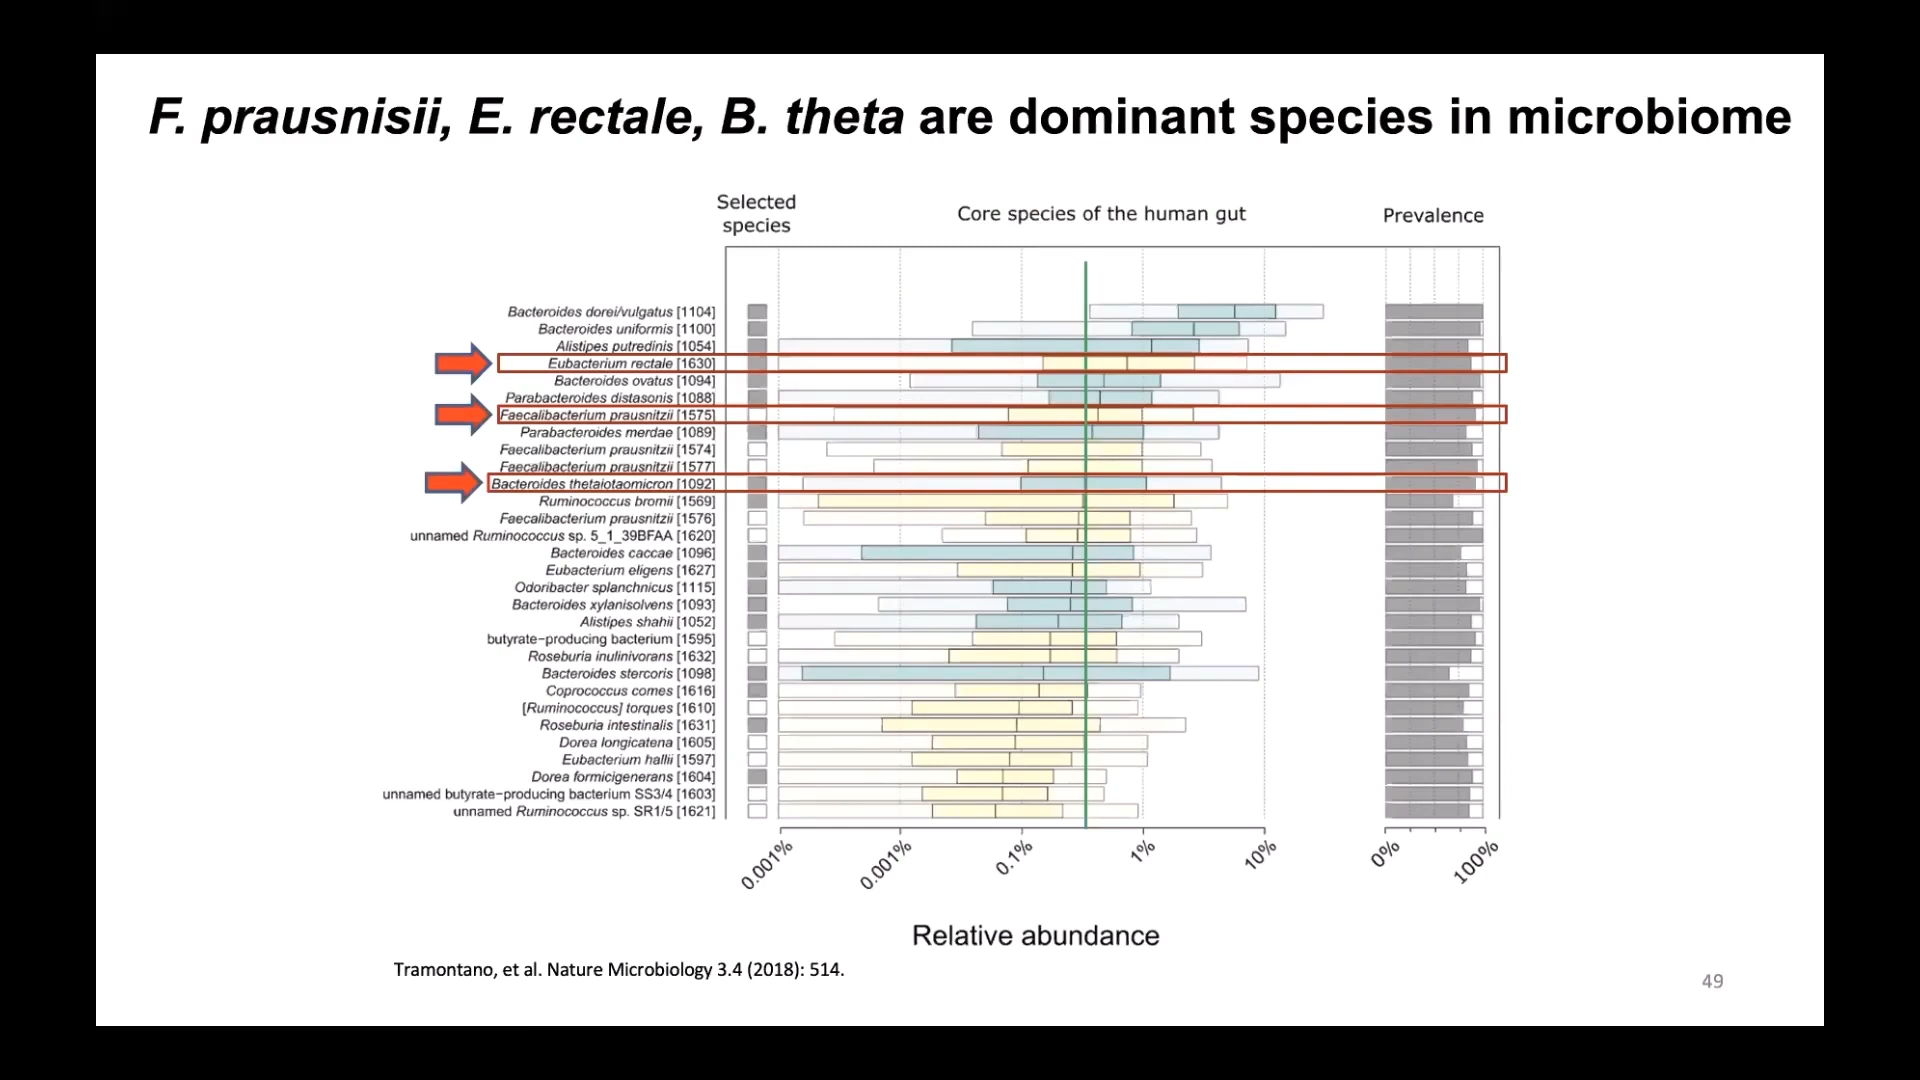 F. prausnisii, E. rectale, B. theta are dominant species in microbiome
Selected
species
Core species of the human gut
Prevalence
Bacteroides dorei/vulgatus [1104]
Bacteroides uniformis [1100]
Alistipes putredinis [1054]
Eubacterium rectale [1630]
Bacteroides ovatus [1094]
Parabacteroides distasonis [1088]
Faecalibacterium prausnitzii [1575]
Parabacteroides merdae [1089]
Faecalibacterium prausnitzii [1574]
Faecalibacterium prausnitzii [1577]
Bacteroides thetaiotaomicron [1092]
Ruminococcus bromii [1569]
Faecalibacterium prausnitzii [1576]
unnamed Ruminococcus sp. 5_1_39BFAA [1620]
Bacteroides caccae [1096]
Eubacterium eligens [1627]
Odoribacter splanchnicus [1115]
Bacteroides xylanisolvens [1093]
Alistipes shahii [1052]
butyrate−producing bacterium [1595]
Roseburia inulinivorans [1632]
Bacteroides stercoris [1098]
Coprococcus comes [1616]
[Ruminococcus] torques [1610]
Roseburia intestinalis [1631]
Dorea longicatena [1605]
Eubacterium hallii [1597]
Dorea formicigenerans [1604]
unnamed butyrate−producing bacterium SS3/4 [1603]
unnamed Ruminococcus sp. SR1/5 [1621]
0.001% 0.001% 0.1% 1% 10% 0% 100%
Relative abundance
Tramontano, et al. Nature Microbiology 3.4 (2018): 514.
49